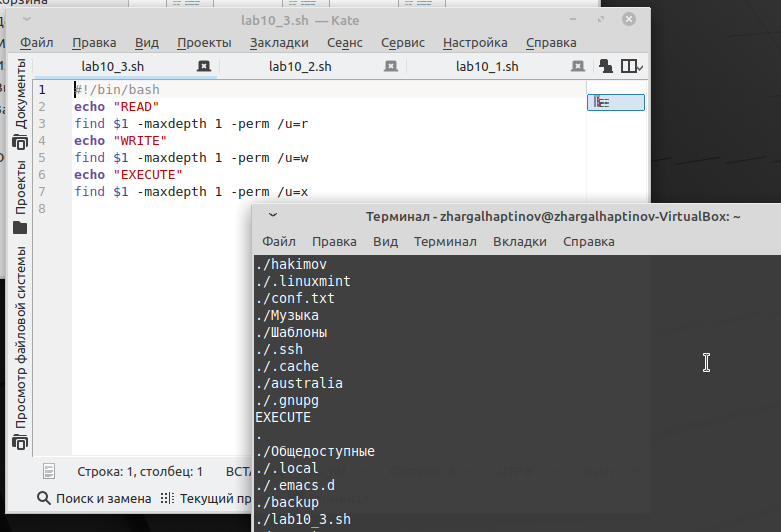 lab10_3.sh — Kate
Файл Правка Вид Проекты Закладки Сеанс Сервис Настройка Справка
lab10_3.sh lab10_2.sh lab10_1.sh
Документы
Проекты
Просмотр файловой системы
1 #!/bin/bash
2 echo "READ"
3 find $1 -maxdepth 1 -perm /u=r
4 echo "WRITE"
5 find $1 -maxdepth 1 -perm /u=w
6 echo "EXECUTE"
7 find $1 -maxdepth 1 -perm /u=x
8
Терминал - zhargalhaptinov@zhargalhaptinov-VirtualBox: ~
Файл Правка Вид Терминал Вкладки Справка
./hakimov
./.linuxmint
./conf.txt
./Музыка
./Шаблоны
./.ssh
./.cache
./australia
./.gnupg
EXECUTE
.
./Общедоступные
./.local
./.emacs.d
./backup
./lab10_3.sh
Строка: 1, столбец: 1 ВСТА
Поиск и замена Текущий пр